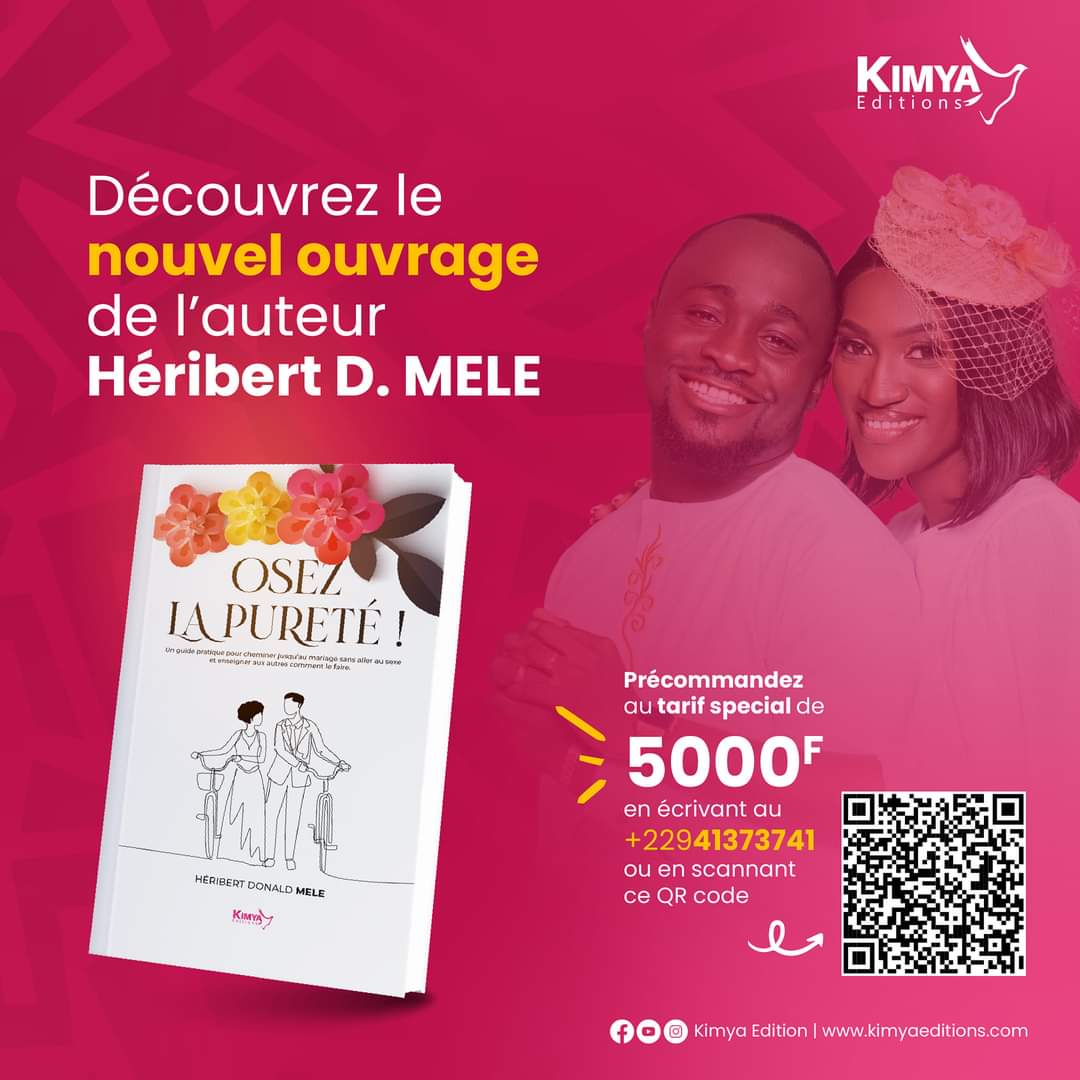 KIMYA
Editions
Découvrez le
nouvel ouvrage
de l'auteur
Héribert D. MELE
OSEZ
LA PURETÉ !
Un guide pratique pour cheminer jusqu'au mariage sans aller au sexe
et enseigner aux autres comment le faire.
HÉRIBERT DONALD MELE
KIMYA
EDITIONS
Précommandez
au tarif special de
5000F
en écrivant au
+22941373741
ou en scannant
ce QR code
Kimya Edition | www.kimyaeditions.com